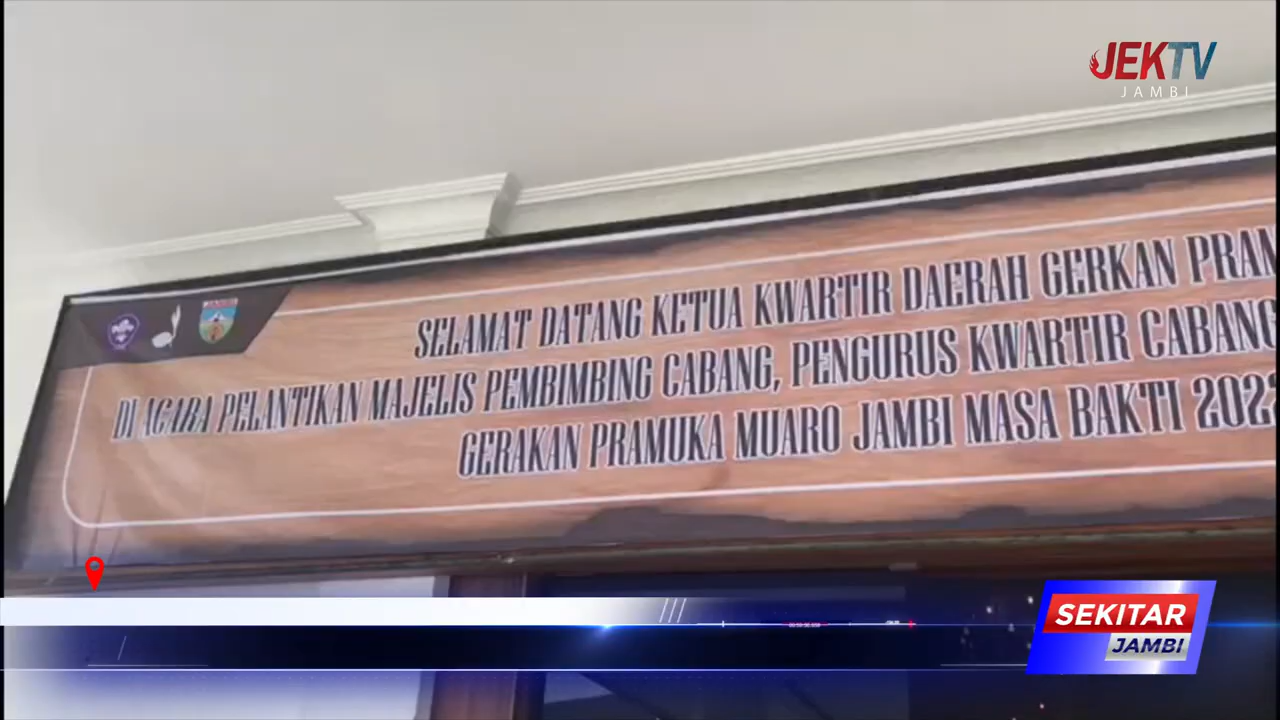 JEKTV
JAMBI
JAMBI
SELAMAT DATANG KETUA KWARTIR DAERAH GERKAN PRAM
DI ACARA PELANTIKAN MAJELIS PEMBIMBING CABANG, PENGURUS KWARTIR CABANG
GERAKAN PRAMUKA MUARO JAMBI MASA BAKTI 202
SEKITAR
JAMBI